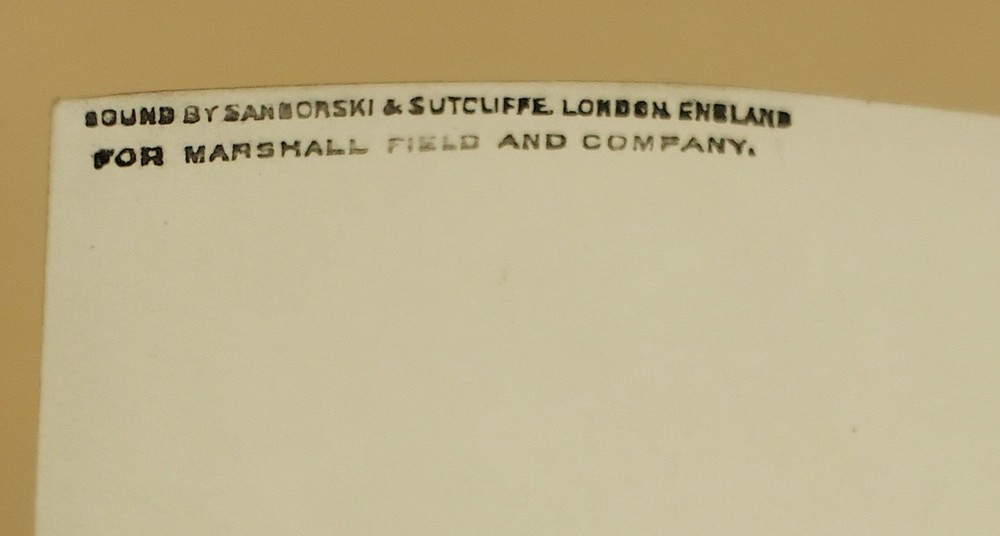 BOUND BY SANGORSKI & SUTCLIFFE. LONDON. ENGLAND
FOR MARSHALL FIELD AND COMPANY.